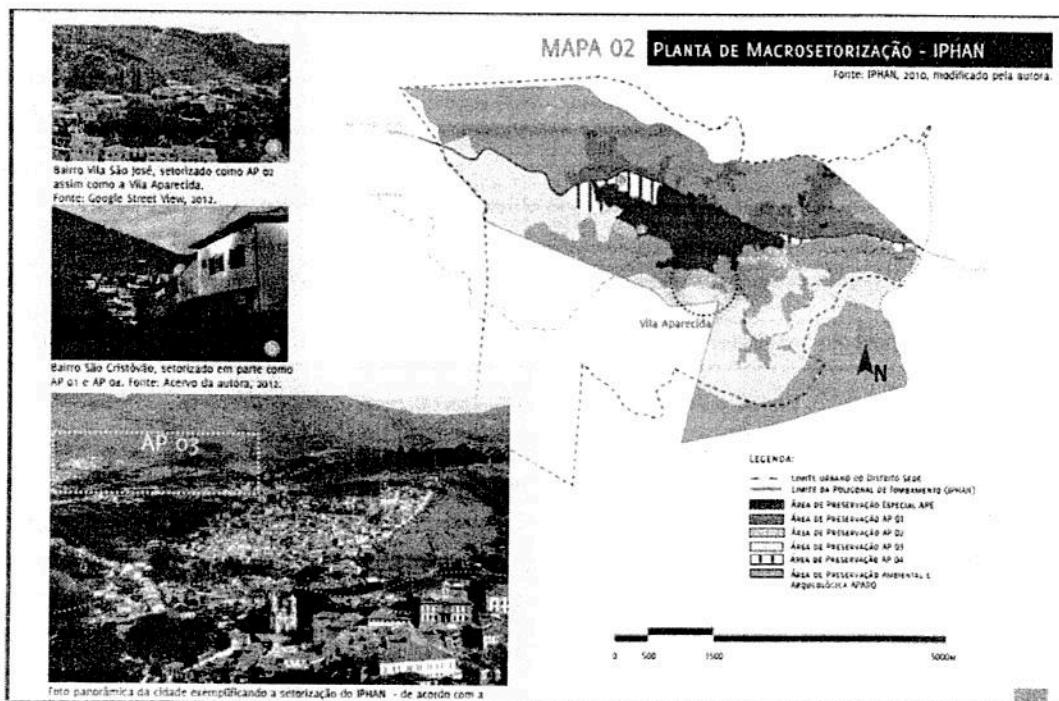 MAPA 02 PLANTA DE MACROSETORIZAÇÃO - IPHAN
Fonte: IPHAN, 2010, modificado pela autora.
Bairro Vila São José, setorizado como AP 02
assim como a Vila Aparecida.
Fonte: Google Street View, 2012.
Bairro São Cristóvão, setorizado em parte como
AP 01 e AP 02. Fonte: Acervo da autora, 2012.
AP 03
Foto panorâmica da cidade exemplificando a setorização do IPHAN - de acordo com a
Vila Aparecida
N
LEGENDA:
LIMITE URBANO DO DISTRITO SEDE
LIMITE DA POLIGONAL DE TOMBAMENTO (IPHAN)
ÁREA DE PRESERVAÇÃO ESPECIAL APE
ÁREA DE PRESERVAÇÃO AP 01
ÁREA DE PRESERVAÇÃO AP 02
ÁREA DE PRESERVAÇÃO AP 03
ÁREA DE PRESERVAÇÃO AP 04
ÁREA DE PRESERVAÇÃO AMBIENTAL E
ARQUEOLÓGICA APARQ
0 500 1500 5000M